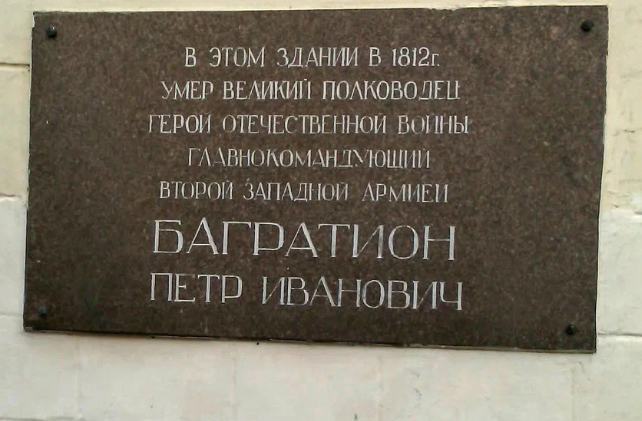 В ЭТОМ ЗДАНИИ В 1812г.
УМЕР ВЕЛИКИЙ ПОЛКОВОДЕЦ
ГЕРОЙ ОТЕЧЕСТВЕННОЙ ВОЙНЫ
ГЛАВНОКОМАНДУЮЩИЙ
ВТОРОЙ ЗАПАДНОЙ АРМИЕЙ
БАГРАТИОН
ПЕТР ИВАНОВИЧ